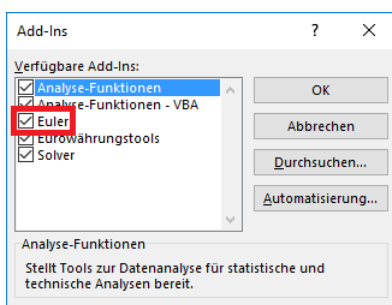 Add-Ins ? ×
Verfügbare Add-Ins:
Analyse-Funktionen
Analyse-Funktionen - VBA
Euler
Eurowährungstools
Solver
OK
Abbrechen
Durchsuchen...
Automatisierung...
Analyse-Funktionen
Stellt Tools zur Datenanalyse für statistische und
technische Analysen bereit.